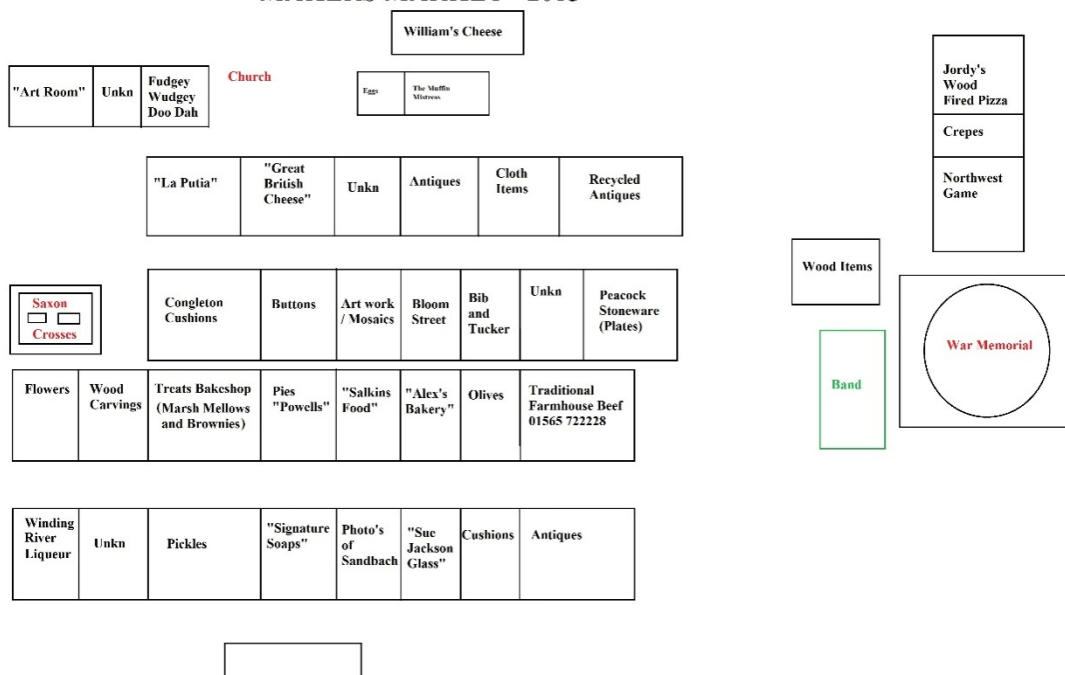 William's Cheese
"Art Room"
Unkn
Fudgey
Wudgey
Doo Dah
Church
Eggs
The Muffin
Mistress
Jordy's
Wood
Fired Pizza
Crepes
Northwest
Game
"La Putia"
"Great
British
Cheese"
Unkn
Antiques
Cloth
Items
Recycled
Antiques
Wood Items
Saxon
Crosses
Congleton
Cushions
Buttons
Art work
/ Mosaics
Bloom
Street
Bib
and
Tucker
Unkn
Peacock
Stoneware
(Plates)
War Memorial
Band
Flowers
Wood
Carvings
Treats Bakeshop
(Marsh Mellows
and Brownies)
Pies
"Powells"
"Salkins
Food"
"Alex's
Bakery"
Olives
Traditional
Farmhouse Beef
01565 722228
Winding
River
Liqueur
Unkn
Pickles
"Signature
Soaps"
Photo's
of
Sandbach
"Sue
Jackson
Glass"
Cushions
Antiques